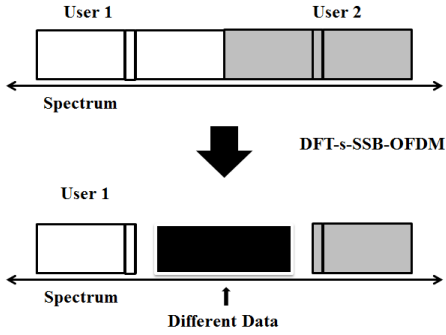 User 1 User 2
Spectrum
DFT-s-SSB-OFDM
User 1
Spectrum
Different Data